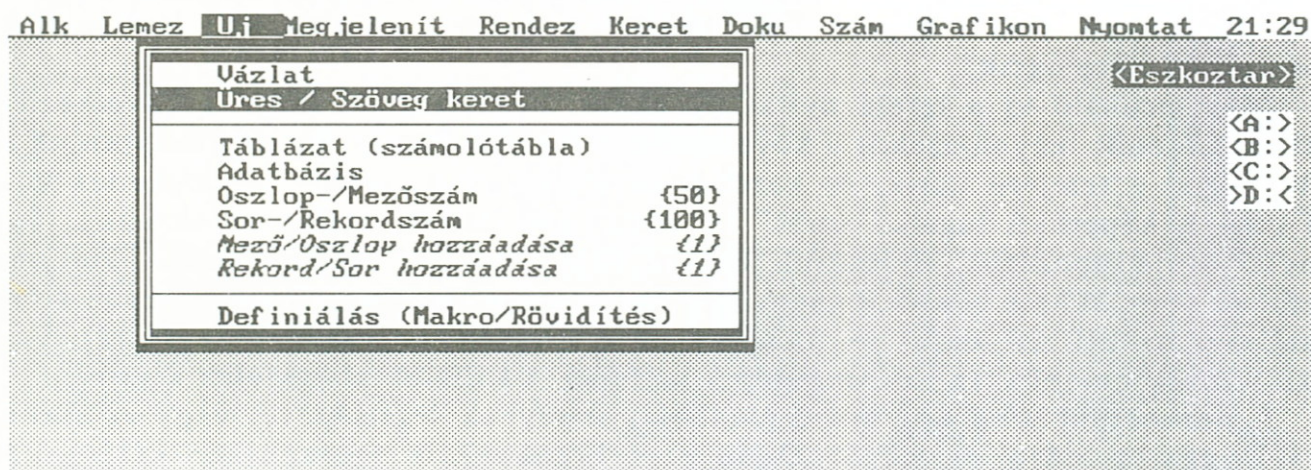 Alk Lemez Uj Megjelenít Rendez Keret Doku Szám Grafikon Nyomtat 21:29
Vázlat
Üres / Szöveg keret
Táblázat (számolótábla)
Adatbázis
Oszlop-/Mezőszám {50}
Sor-/Rekordszám {100}
Mező/Oszlop hozzáadása {1}
Rekord/Sor hozzáadása {1}
Definiálás (Makro/Rövidítés)
<Eszkoztar>
<A:>
<B:>
<C:>
>D:<